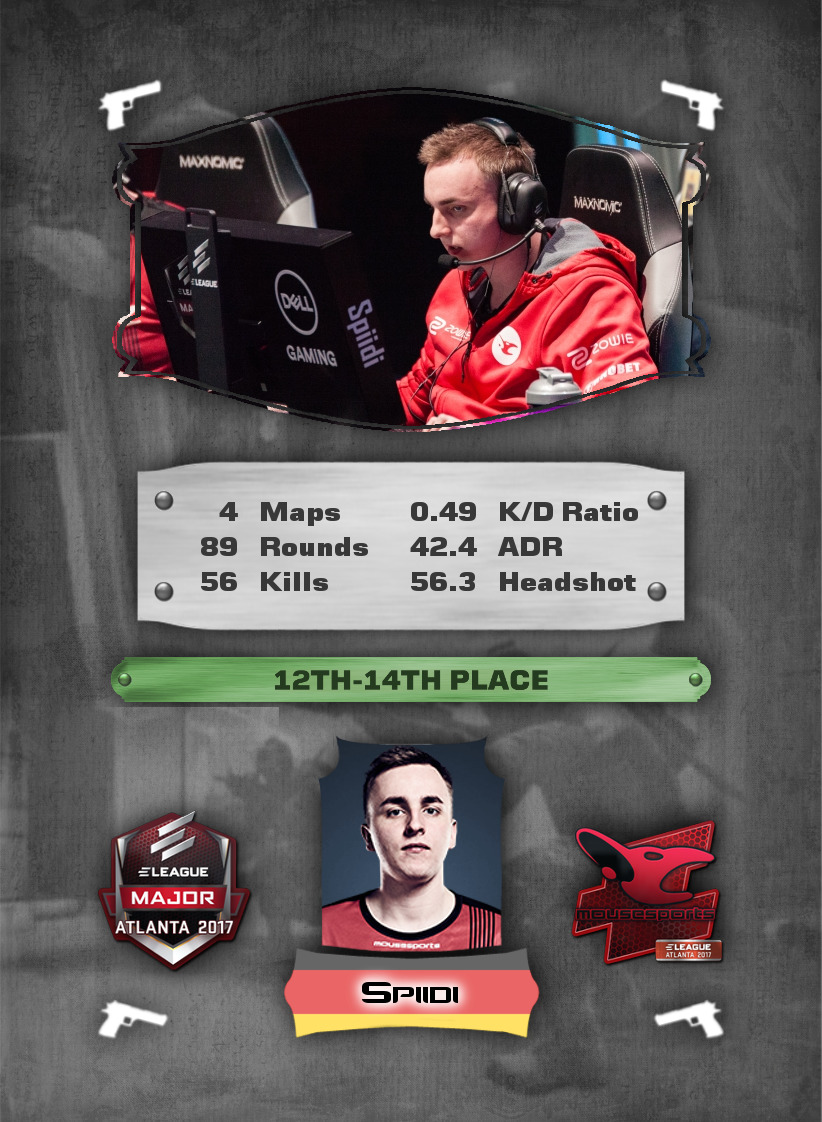 MAXNOMIC
MAXNOMIC
ELEAGUE
DELL
GAMING
Spiidi
ZOWIE
ZOWIE
4 Maps 0.49 K/D Ratio
89 Rounds 42.4 ADR
56 Kills 56.3 Headshot
12TH-14TH PLACE
ELEAGUE
MAJOR
ATLANTA 2017
mousesports
mousesports
ELEAGUE
ATLANTA 2017
Spiidi